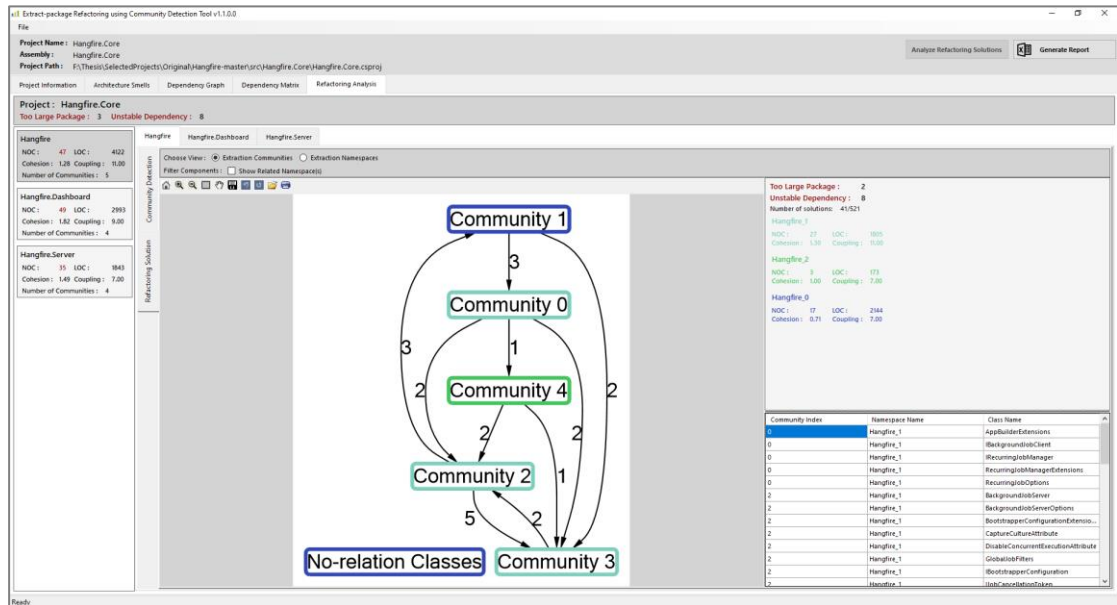 Extract-package Refactoring using Community Detection Tool v1.1.0.0
File
Project Name : Hangfire.Core
Assembly : Hangfire.Core
Project Path : F:\Thesis\SelectedProjects\Original\Hangfire-master\src\Hangfire.Core\Hangfire.Core.csproj
Analyze Refactoring Solutions
Generate Report
Project Information Architecture Smells Dependency Graph Dependency Matrix Refactoring Analysis
Project : Hangfire.Core
Too Large Package : 3 Unstable Dependency : 8
Hangfire
NOC : 47 LOC : 4122
Cohesion : 1.28 Coupling : 11.00
Number of Communities : 5
Hangfire.Dashboard
NOC : 49 LOC : 2993
Cohesion : 1.82 Coupling : 9.00
Number of Communities : 4
Hangfire.Server
NOC : 35 LOC : 1843
Cohesion : 1.49 Coupling : 7.00
Number of Communities : 4
Hangfire Hangfire.Dashboard Hangfire.Server
Community Detection
Refactoring Solution
Choose View : Extraction Communities Extraction Namespaces
Filter Components : Show Related Namespace(s)
Community 1
3
Community 0
3
1
2
2
Community 4
2
2
1
Community 2
5
2
No-relation Classes
Community 3
Too Large Package : 2
Unstable Dependency : 8
Number of solutions: 41/521
Hangfire_1
NOC : 27 LOC : 1805
Cohesion : 1.30 Coupling : 11.00
Hangfire_2
NOC : 3 LOC : 173
Cohesion : 1.00 Coupling : 7.00
Hangfire_0
NOC : 17 LOC : 2144
Cohesion : 0.71 Coupling : 7.00
Community Index Namespace Name Class Name
0 Hangfire_1 AppBuilderExtensions
0 Hangfire_1 IBackgroundJobClient
0 Hangfire_1 IRecurringJobManager
0 Hangfire_1 RecurringJobManagerExtensions
0 Hangfire_1 RecurringJobOptions
2 Hangfire_1 BackgroundJobServer
2 Hangfire_1 BackgroundJobServerOptions
2 Hangfire_1 BootstrapperConfigurationExtensio...
2 Hangfire_1 CaptureCultureAttribute
2 Hangfire_1 DisableConcurrentExecutionAttribute
2 Hangfire_1 GlobalJobFilters
2 Hangfire_1 IBootstrapperConfiguration
2 Hangfire_1 IJobCancellationToken
Ready